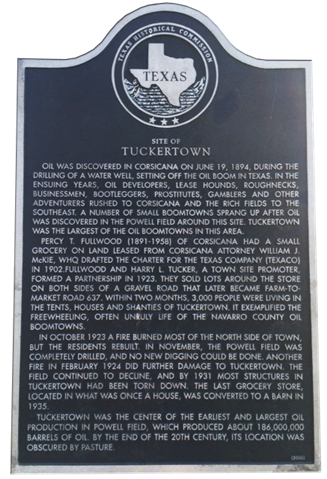 TEXAS HISTORICAL COMMISSION
TEXAS
SITE OF
TUCKERTOWN
OIL WAS DISCOVERED IN CORSICANA ON JUNE 19, 1894, DURING THE
DRILLING OF A WATER WELL, SETTING OFF THE OIL BOOM IN TEXAS. IN THE
ENSUING YEARS, OIL DEVELOPERS, LEASE HOUNDS, ROUGHNECKS,
BUSINESSMEN, BOOTLEGGERS, PROSTITUTES, GAMBLERS AND OTHER
ADVENTURERS RUSHED TO CORSICANA AND THE RICH FIELDS TO THE
SOUTHEAST. A NUMBER OF SMALL BOOMTOWNS SPRANG UP AFTER OIL
WAS DISCOVERED IN THE POWELL FIELD AROUND THIS SITE. TUCKERTOWN
WAS THE LARGEST OF THE OIL BOOMTOWNS IN THIS AREA.
PERCY T. FULLWOOD (1891-1958) OF CORSICANA HAD A SMALL
GROCERY ON LAND LEASED FROM CORSICANA ATTORNEY WILLIAM J.
McKIE, WHO DRAFTED THE CHARTER FOR THE TEXAS COMPANY (TEXACO)
IN 1902.FULLWOOD AND HARRY L. TUCKER, A TOWN SITE PROMOTER,
FORMED A PARTNERSHIP IN 1923. THEY SOLD LOTS AROUND THE STORE
ON BOTH SIDES OF A GRAVEL ROAD THAT LATER BECAME FARM-TO-
MARKET ROAD 637. WITHIN TWO MONTHS, 3,000 PEOPLE WERE LIVING IN
THE TENTS, HOUSES AND SHANTIES OF TUCKERTOWN. IT EXEMPLIFIED THE
FREEWHEELING, OFTEN UNRULY LIFE OF THE NAVARRO COUNTY OIL
BOOMTOWNS.
IN OCTOBER 1923 A FIRE BURNED MOST OF THE NORTH SIDE OF TOWN,
BUT THE RESIDENTS REBUILT. IN NOVEMBER, THE POWELL FIELD WAS
COMPLETELY DRILLED, AND NO NEW DIGGING COULD BE DONE. ANOTHER
FIRE IN FEBRUARY 1924 DID FURTHER DAMAGE TO TUCKERTOWN. THE
FIELD CONTINUED TO DECLINE, AND BY 1931 MOST STRUCTURES IN
TUCKERTOWN HAD BEEN TORN DOWN. THE LAST GROCERY STORE,
LOCATED IN WHAT WAS ONCE A HOUSE, WAS CONVERTED TO A BARN IN
1935.
TUCKERTOWN WAS THE CENTER OF THE EARLIEST AND LARGEST OIL
PRODUCTION IN POWELL FIELD, WHICH PRODUCED ABOUT 186,000,000
BARRELS OF OIL. BY THE END OF THE 20TH CENTURY, ITS LOCATION WAS
OBSCURED BY PASTURE.